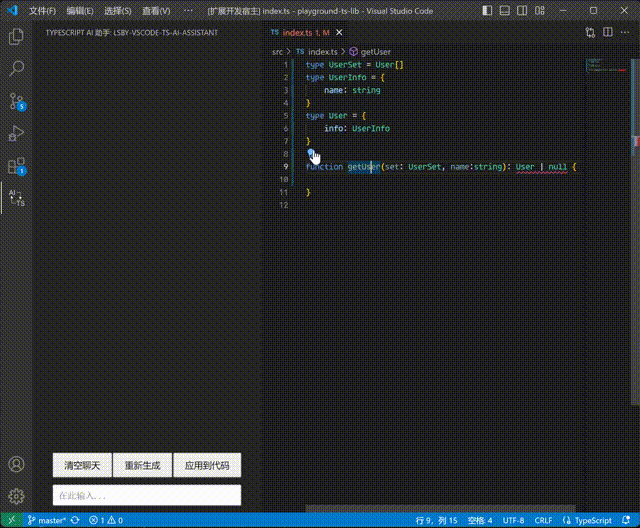 文件(F) 编辑(E) 选择(S) 查看(V) ··· [扩展开发宿主] index.ts - playground-ts-lib - Visual Studio Code
TYPESCRIPT AI 助手: LSBY-VSCODE-TS-AI-ASSISTANT
TS index.ts 1, M
src > TS index.ts > getUser
1 type UserSet = User[]
2 type UserInfo = {
3 name: string
4 }
5 type User = {
6 info: UserInfo
7 }
8
9 function getUser(set: UserSet, name:string): User | null {
10
11 }
12
5
1
AI
TS
清空聊天 重新生成 应用到代码
在此输入...
master* 1 0 行 9，列 15 空格: 4 UTF-8 CRLF TypeScript